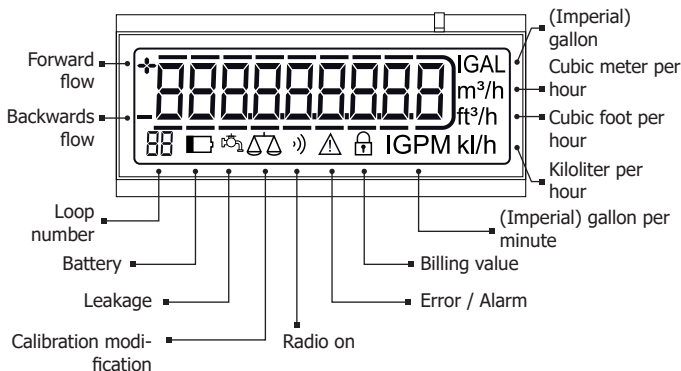 (Imperial)
gallon
Forward
flow
Cubic meter per
hour
Backwards
flow
Cubic foot per
hour
88888888
IGAL
m³/h
ft³/h
88
IGPM kl/h
Kiloliter per
hour
Loop
number
(Imperial) gallon per
minute
Battery
Billing value
Leakage
Error / Alarm
Calibration modi-
fication
Radio on